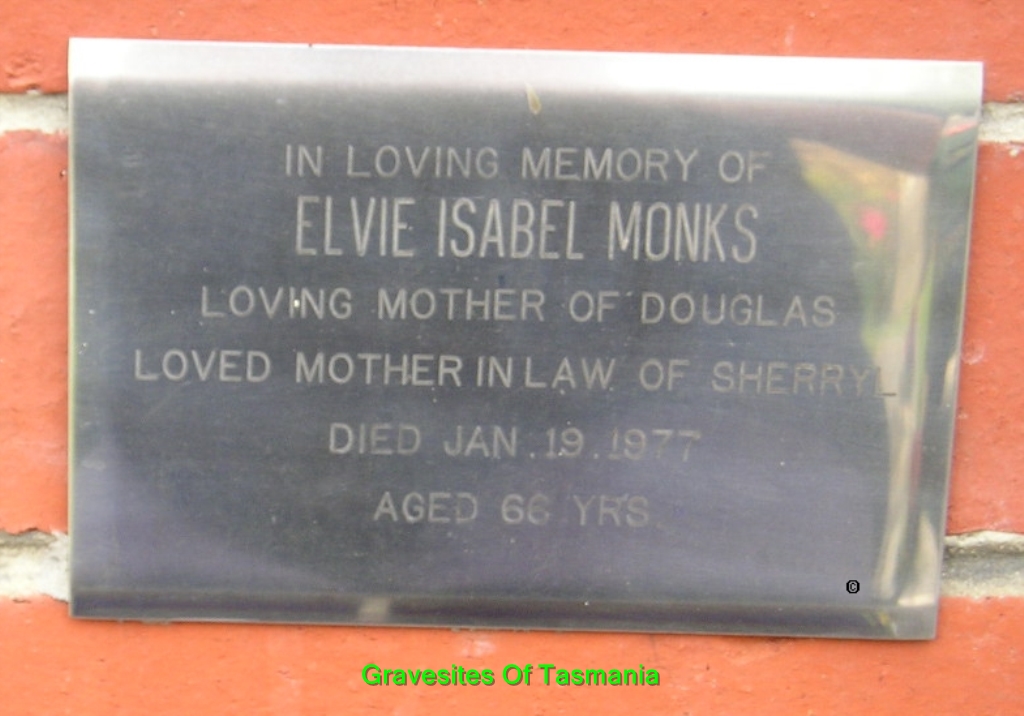 IN LOVING MEMORY OF
ELVIE ISABEL MONKS
LOVING MOTHER OF DOUGLAS
LOVED MOTHER IN LAW OF SHERRYL
DIED JAN.19.1977
AGED 66 YRS.
©
Gravesites Of Tasmania